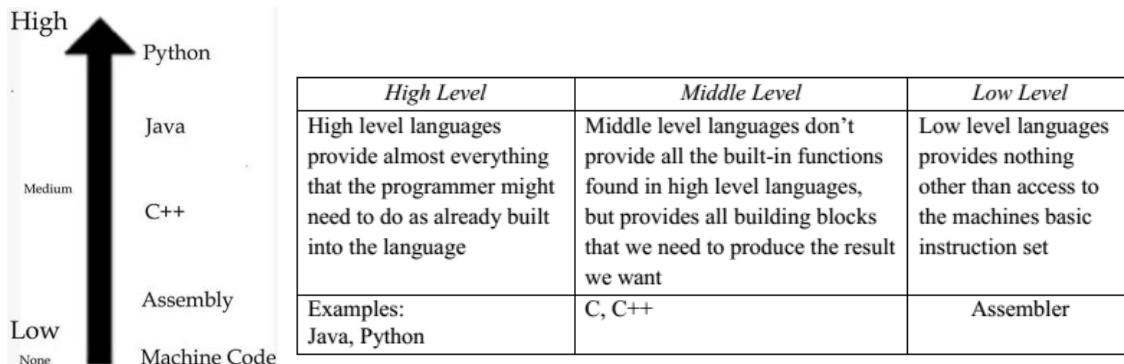 High
Python
Java
Medium
C++
Assembly
Low
None
Machine Code
High Level
Middle Level
Low Level
High level languages
provide almost everything
that the programmer might
need to do as already built
into the language
Middle level languages don’t
provide all the built-in functions
found in high level languages,
but provides all building blocks
that we need to produce the result
we want
Low level languages
provides nothing
other than access to
the machines basic
instruction set
Examples:
Java, Python
C, C++
Assembler